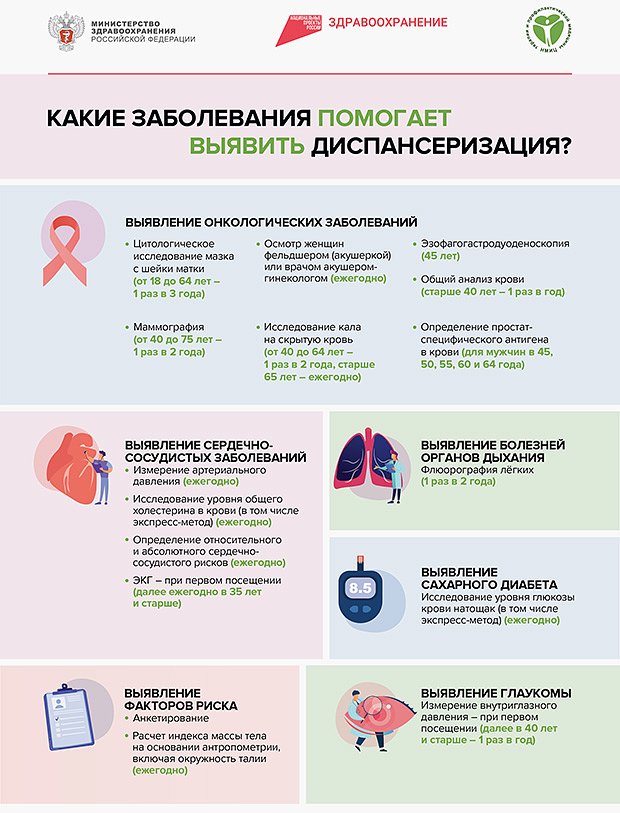 МИНИСТЕРСТВО
ЗДРАВООХРАНЕНИЯ
РОССИЙСКОЙ ФЕДЕРАЦИИ
НАЦИОНАЛЬНЫЕ
ПРОЕКТЫ
РОССИИ
ЗДРАВООХРАНЕНИЕ
КАКИЕ ЗАБОЛЕВАНИЯ ПОМОГАЕТ
ВЫЯВИТЬ ДИСПАНСЕРИЗАЦИЯ?
ВЫЯВЛЕНИЕ ОНКОЛОГИЧЕСКИХ ЗАБОЛЕВАНИЙ
• Цитологическое
исследование мазка
с шейки матки
(от 18 до 64 лет –
1 раз в 3 года)
• Осмотр женщин
фельдшером (акушеркой)
или врачом акушером-
гинекологом (ежегодно)
• Эзофагогастродуоденоскопия
(45 лет)
• Общий анализ крови
(старше 40 лет – 1 раз в год)
• Маммография
(от 40 до 75 лет –
1 раз в 2 года)
• Исследование кала
на скрытую кровь
(от 40 до 64 лет –
1 раз в 2 года, старше
65 лет – ежегодно)
• Определение простат-
специфического антигена
в крови (для мужчин в 45,
50, 55, 60 и 64 года)
ВЫЯВЛЕНИЕ СЕРДЕЧНО-
СОСУДИСТЫХ ЗАБОЛЕВАНИЙ
• Измерение артериального
давления (ежегодно)
• Исследование уровня общего
холестерина в крови (в том числе
экспресс-метод) (ежегодно)
• Определение относительного
и абсолютного сердечно-
сосудистого рисков (ежегодно)
• ЭКГ – при первом посещении
(далее ежегодно в 35 лет
и старше)
ВЫЯВЛЕНИЕ БОЛЕЗНЕЙ
ОРГАНОВ ДЫХАНИЯ
Флюорография лёгких
(1 раз в 2 года)
8.5
ВЫЯВЛЕНИЕ
САХАРНОГО ДИАБЕТА
Исследование уровня глюкозы
крови натощак (в том числе
экспресс-метод) (ежегодно)
ВЫЯВЛЕНИЕ
ФАКТОРОВ РИСКА
• Анкетирование
• Расчет индекса массы тела
на основании антропометрии,
включая окружность талии
(ежегодно)
ВЫЯВЛЕНИЕ ГЛАУКОМЫ
Измерение внутриглазного
давления – при первом
посещении (далее в 40 лет
и старше – 1 раз в год)